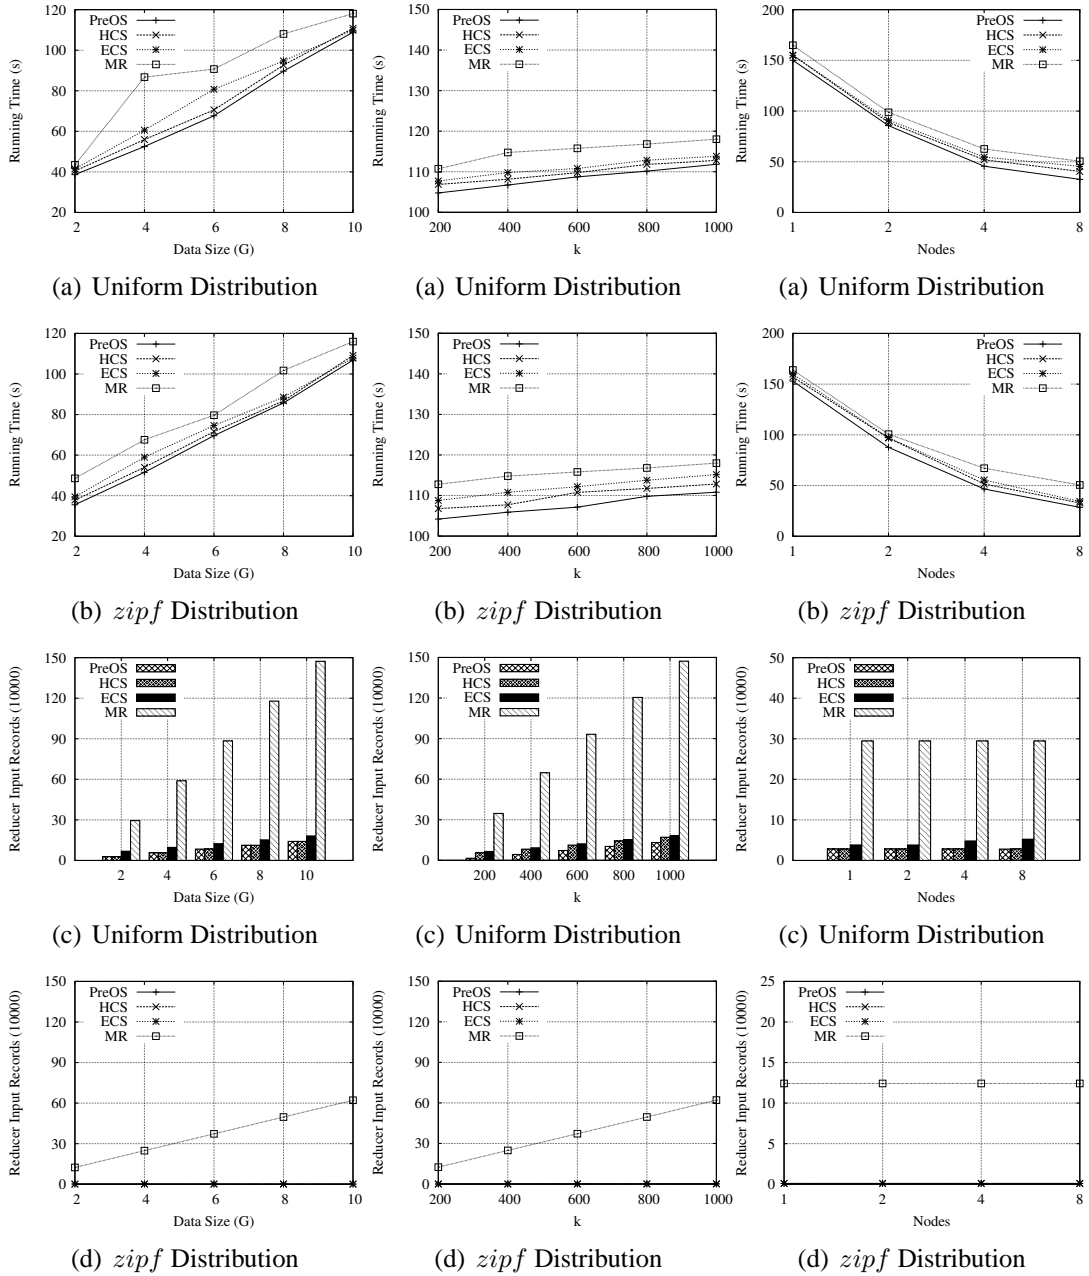 120
100
80
60
40
20
Running Time (s)
PreOS
HCS
ECS
MR
2 4 6 8 10
Data Size (G)
(a) Uniform Distribution
150
140
130
120
110
100
Running Time (s)
PreOS
HCS
ECS
MR
200 400 600 800 1000
k
(a) Uniform Distribution
200
150
100
50
0
Running Time (s)
PreOS
HCS
ECS
MR
1 2 4 8
Nodes
(a) Uniform Distribution
120
100
80
60
40
20
Running Time (s)
PreOS
HCS
ECS
MR
2 4 6 8 10
Data Size (G)
(b) zipf Distribution
150
140
130
120
110
100
Running Time (s)
PreOS
HCS
ECS
MR
200 400 600 800 1000
k
(b) zipf Distribution
200
150
100
50
0
Running Time (s)
PreOS
HCS
ECS
MR
1 2 4 8
Nodes
(b) zipf Distribution
150
120
90
60
30
0
Reducer Input Records (10000)
PreOS
HCS
ECS
MR
2 4 6 8 10
Data Size (G)
(c) Uniform Distribution
150
120
90
60
30
0
Reducer Input Records (10000)
PreOS
HCS
ECS
MR
200 400 600 800 1000
k
(c) Uniform Distribution
50
40
30
20
10
0
Reducer Input Records (10000)
PreOS
HCS
ECS
MR
1 2 4 8
Nodes
(c) Uniform Distribution
150
120
90
60
30
0
Reducer Input Records (10000)
PreOS
HCS
ECS
MR
2 4 6 8 10
Data Size (G)
(d) zipf Distribution
150
120
90
60
30
0
Reducer Input Records (10000)
PreOS
HCS
ECS
MR
200 400 600 800 1000
k
(d) zipf Distribution
25
20
15
10
5
0
Reducer Input Records (10000)
PreOS
HCS
ECS
MR
1 2 4 8
Nodes
(d) zipf Distribution